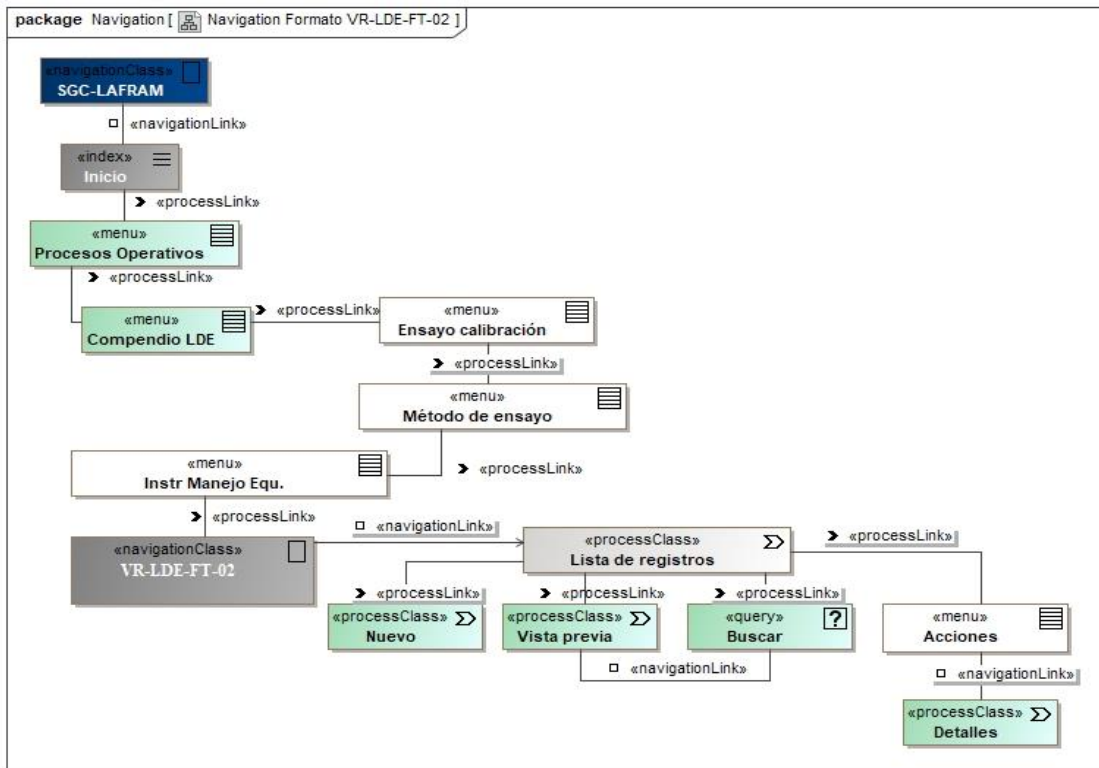 package Navigation [ Navigation Formato VR-LDE-FT-02 ]
«navigationClass»
SGC-LAFRAM
«navigationLink»
«index»
Inicio
«processLink»
«menu»
Procesos Operativos
«processLink»
«menu»
Compendio LDE
«processLink»
«menu»
Ensayo calibración
«processLink»
«menu»
Método de ensayo
«processLink»
«menu»
Instr Manejo Equ.
«processLink»
«navigationClass»
VR-LDE-FT-02
«navigationLink»
«processClass»
Lista de registros
«processLink»
«processLink»
«processLink»
«processLink»
«processClass»
Nuevo
«processClass»
Vista previa
«query»
?
Buscar
«navigationLink»
«menu»
Acciones
«navigationLink»
«processClass»
Detalles